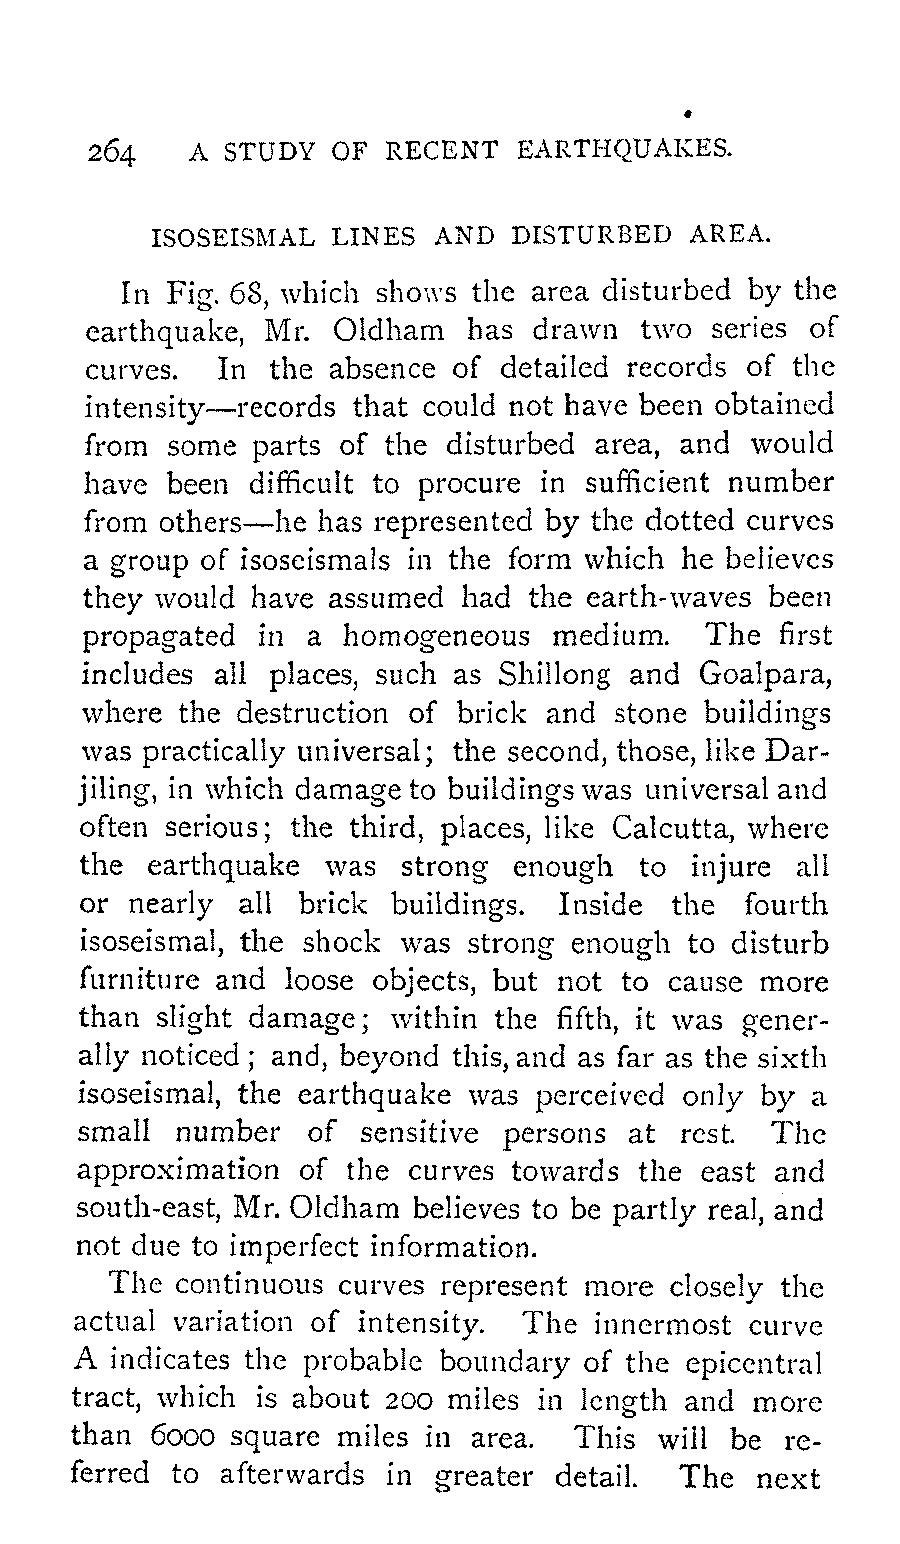 264 A STUDY OF RECENT EARTHQUAKES.
ISOSEISMAL LINES AND DISTURBED AREA.
In Fig. 68, which shows the area disturbed by the
earthquake, Mr. Oldham has drawn two series of
curves. In the absence of detailed records of the
intensity—records that could not have been obtained
from some parts of the disturbed area, and would
have been difficult to procure in sufficient number
from others—he has represented by the dotted curves
a group of isoseismals in the form which he believes
they would have assumed had the earth-waves been
propagated in a homogeneous medium. The first
includes all places, such as Shillong and Goalpara,
where the destruction of brick and stone buildings
was practically universal; the second, those, like Dar-
jiling, in which damage to buildings was universal and
often serious; the third, places, like Calcutta, where
the earthquake was strong enough to injure all
or nearly all brick buildings. Inside the fourth
isoseismal, the shock was strong enough to disturb
furniture and loose objects, but not to cause more
than slight damage; within the fifth, it was gener-
ally noticed; and, beyond this, and as far as the sixth
isoseismal, the earthquake was perceived only by a
small number of sensitive persons at rest. The
approximation of the curves towards the east and
south-east, Mr. Oldham believes to be partly real, and
not due to imperfect information.
The continuous curves represent more closely the
actual variation of intensity. The innermost curve
A indicates the probable boundary of the epicentral
tract, which is about 200 miles in length and more
than 6000 square miles in area. This will be re-
ferred to afterwards in greater detail. The next